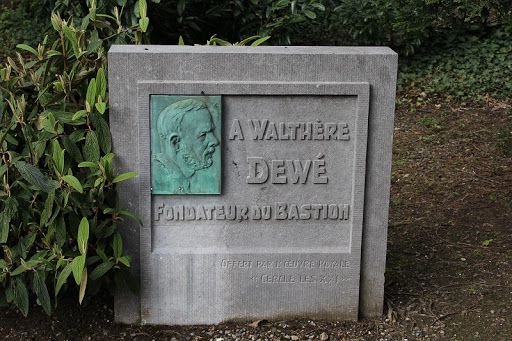 A WALTHÈRE
DEWÉ
FONDATEUR DU BASTION
OFFERT PAR L'ŒUVRE ROYALE
"CERCLE LES